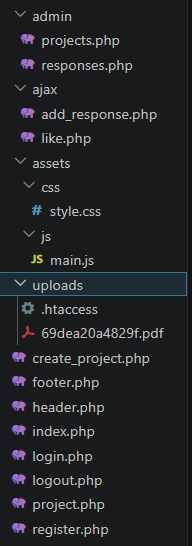 admin
projects.php
responses.php
ajax
add_response.php
like.php
assets
css
# style.css
js
JS main.js
uploads
.htaccess
69dea20a4829f.pdf
create_project.php
footer.php
header.php
index.php
login.php
logout.php
project.php
register.php